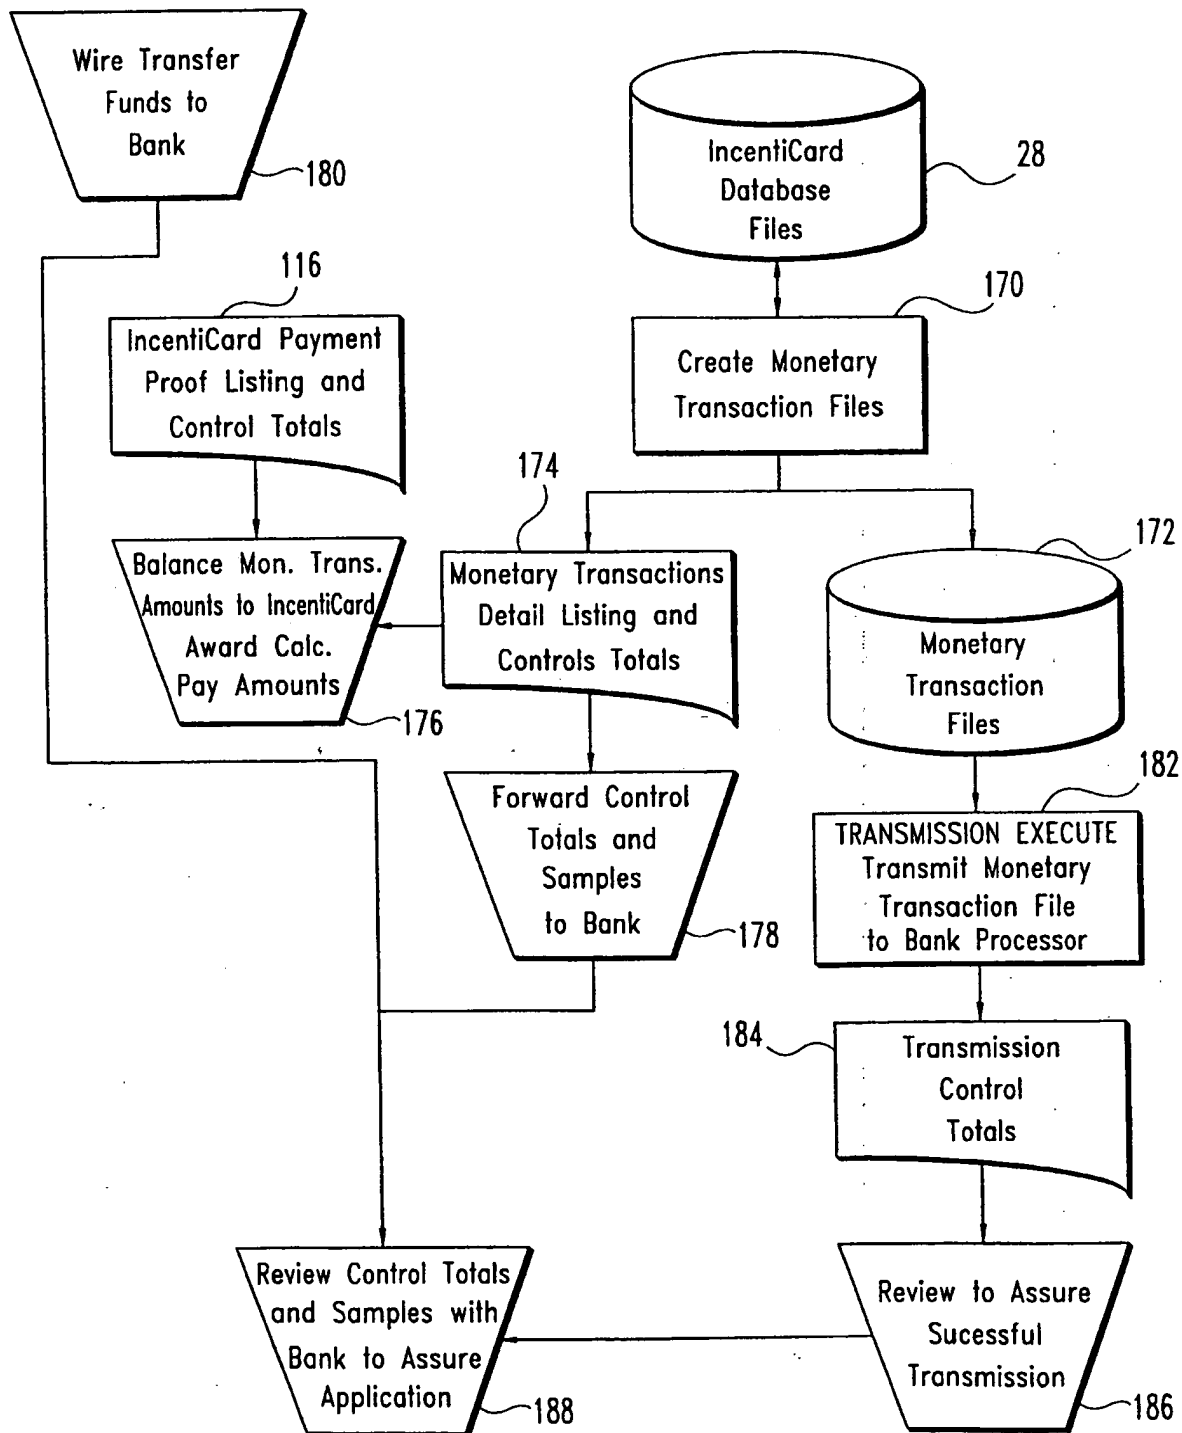 Wire Transfer
Funds to
Bank
180
IncentiCard
Database
Files
28
116
IncentiCard Payment
Proof Listing and
Control Totals
170
Create Monetary
Transaction Files
174
172
Balance Mon. Trans.
Amounts to IncentiCard
Award Calc.
Pay Amounts
176
Monetary Transactions
Detail Listing and
Controls Totals
Monetary
Transaction
Files
182
Forward Control
Totals and
Samples
to Bank
178
TRANSMISSION EXECUTE
Transmit Monetary
Transaction File
to Bank Processor
184
Transmission
Control
Totals
Review Control Totals
and Samples with
Bank to Assure
Application
188
Review to Assure
Sucessful
Transmission
186